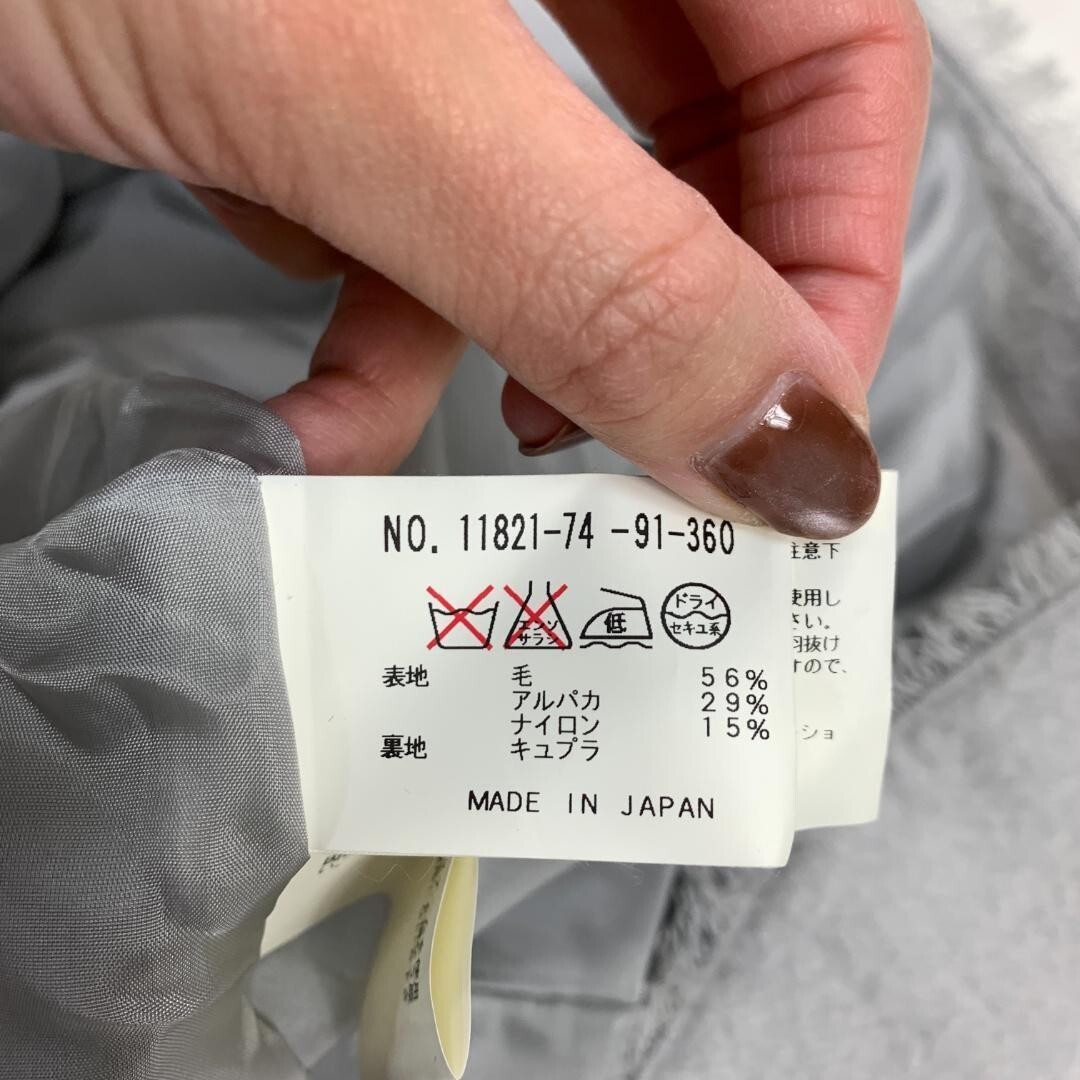 NO. 11821-74 -91-360
エンソ
サラシ
低
ドライ
セキユ系
表地 毛 56%
アルパカ 29%
ナイロン 15%
裏地 キュプラ
MADE IN JAPAN
注意下
使用し
さい。
羽抜け
すので、
ショ